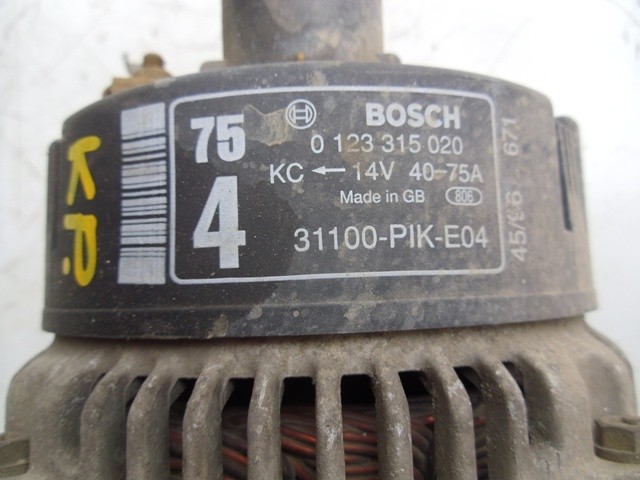 75
BOSCH
0 123 315 020
KC ← 14V 40-75A
Made in GB 806
4
31100-PIK-E04
45/96 671
K.P.